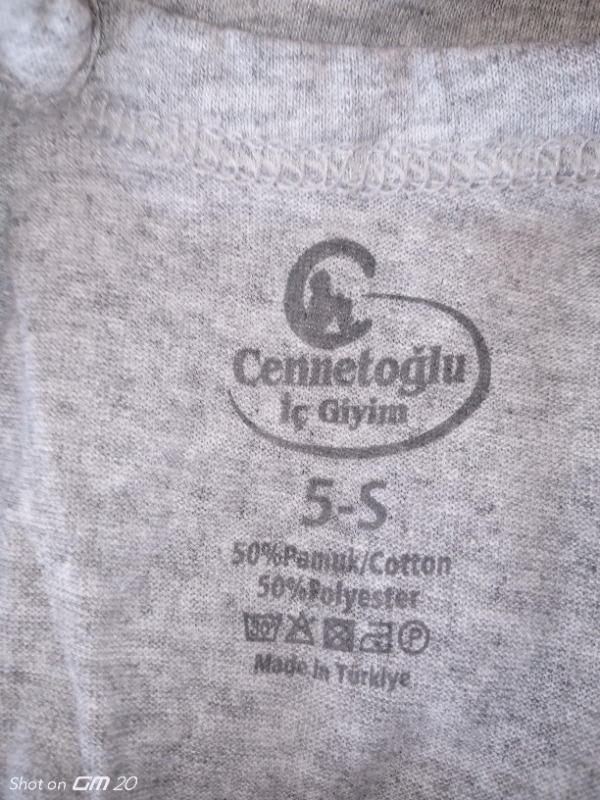 Cennetoğlu
İç Giyim
5-S
50%Pamuk/Cotton
50%Polyester
Made in Türkiye
Shot on GM 20